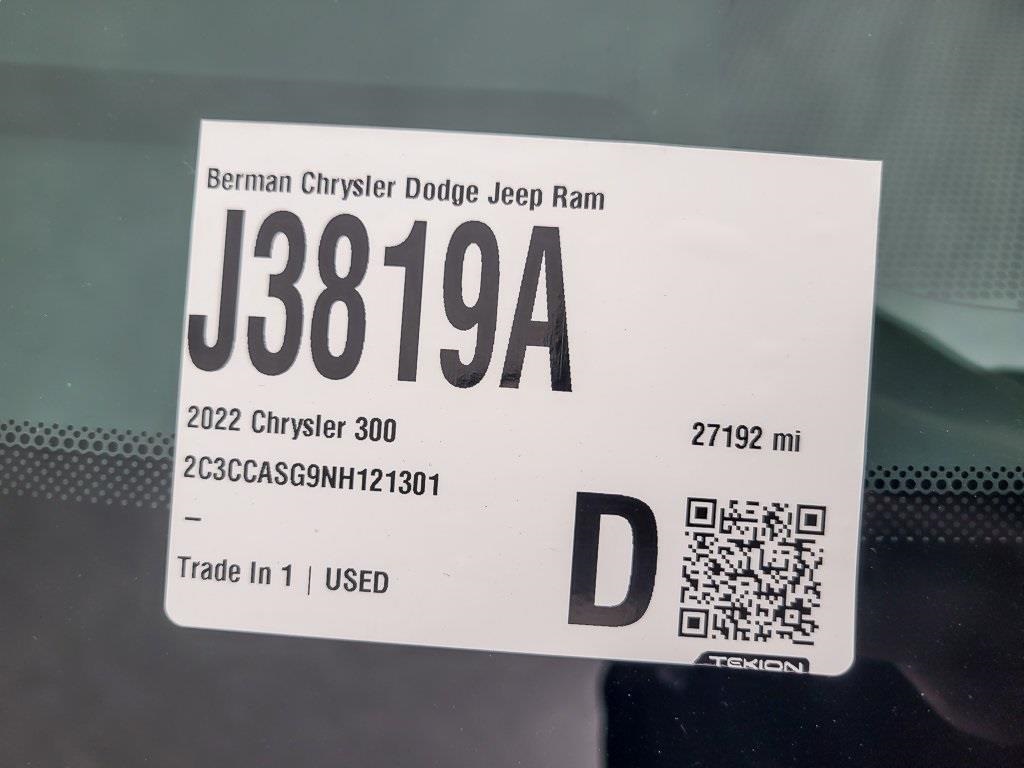 Berman Chrysler Dodge Jeep Ram
J3819A
2022 Chrysler 300
27192 mi
2C3CCASG9NH121301
–
Trade In 1 | USED
D
TEKION